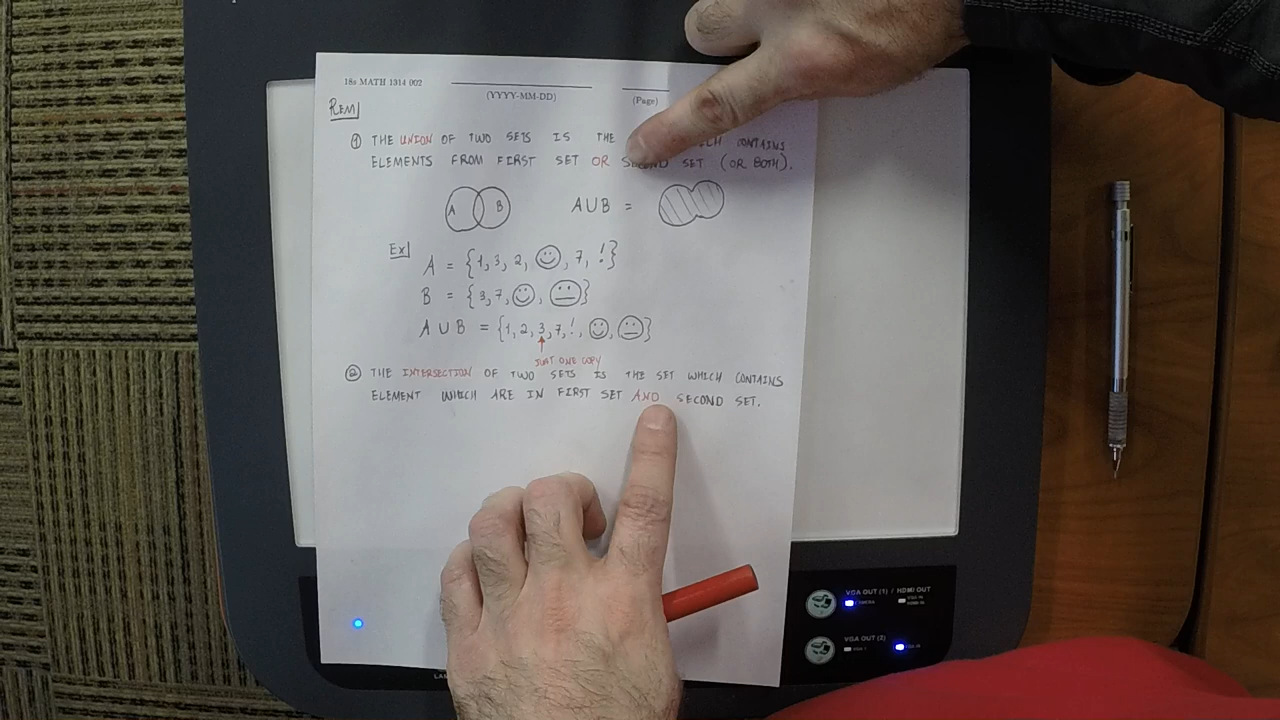 18s MATH 1314 002
(YYYY-MM-DD)
(Page)
REM
① THE UNION OF TWO SETS IS THE WHICH CONTAINS
ELEMENTS FROM FIRST SET OR SECOND SET (OR BOTH).
A B A∪B =
Ex
A = {1, 3, 2, ☺, 7, !}
B = {3, 7, ☺, 😐}
A ∪ B = {1, 2, 3, 7, !, ☺, 😐}
↑
JUST ONE COPY
② THE INTERSECTION OF TWO SETS IS THE SET WHICH CONTAINS
ELEMENT WHICH ARE IN FIRST SET AND SECOND SET.
VGA OUT (1) / HDMI OUT
VGA OUT (2)